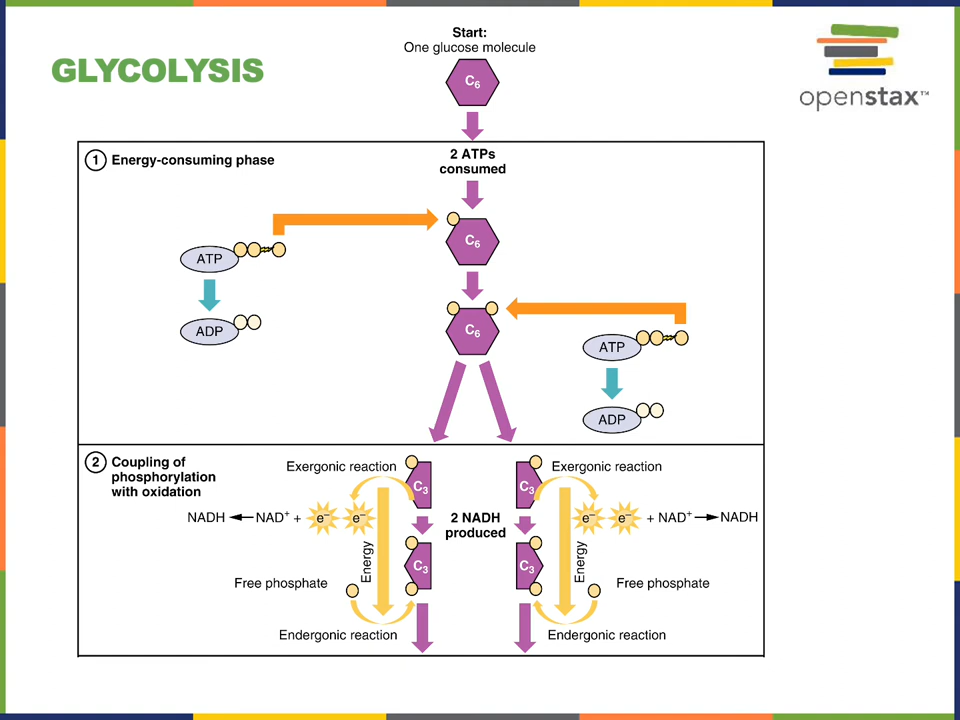 GLYCOLYSIS
openstax™
Start:
One glucose molecule
C6
1 Energy-consuming phase
2 ATPs
consumed
C6
ATP
ADP
C6
ATP
ADP
2 Coupling of
phosphorylation
with oxidation
Exergonic reaction
Exergonic reaction
C3
C3
NADH
NAD+ +
e−
e−
2 NADH
produced
e−
e−
+ NAD+
NADH
Energy
Energy
C3
C3
Free phosphate
Free phosphate
Endergonic reaction
Endergonic reaction